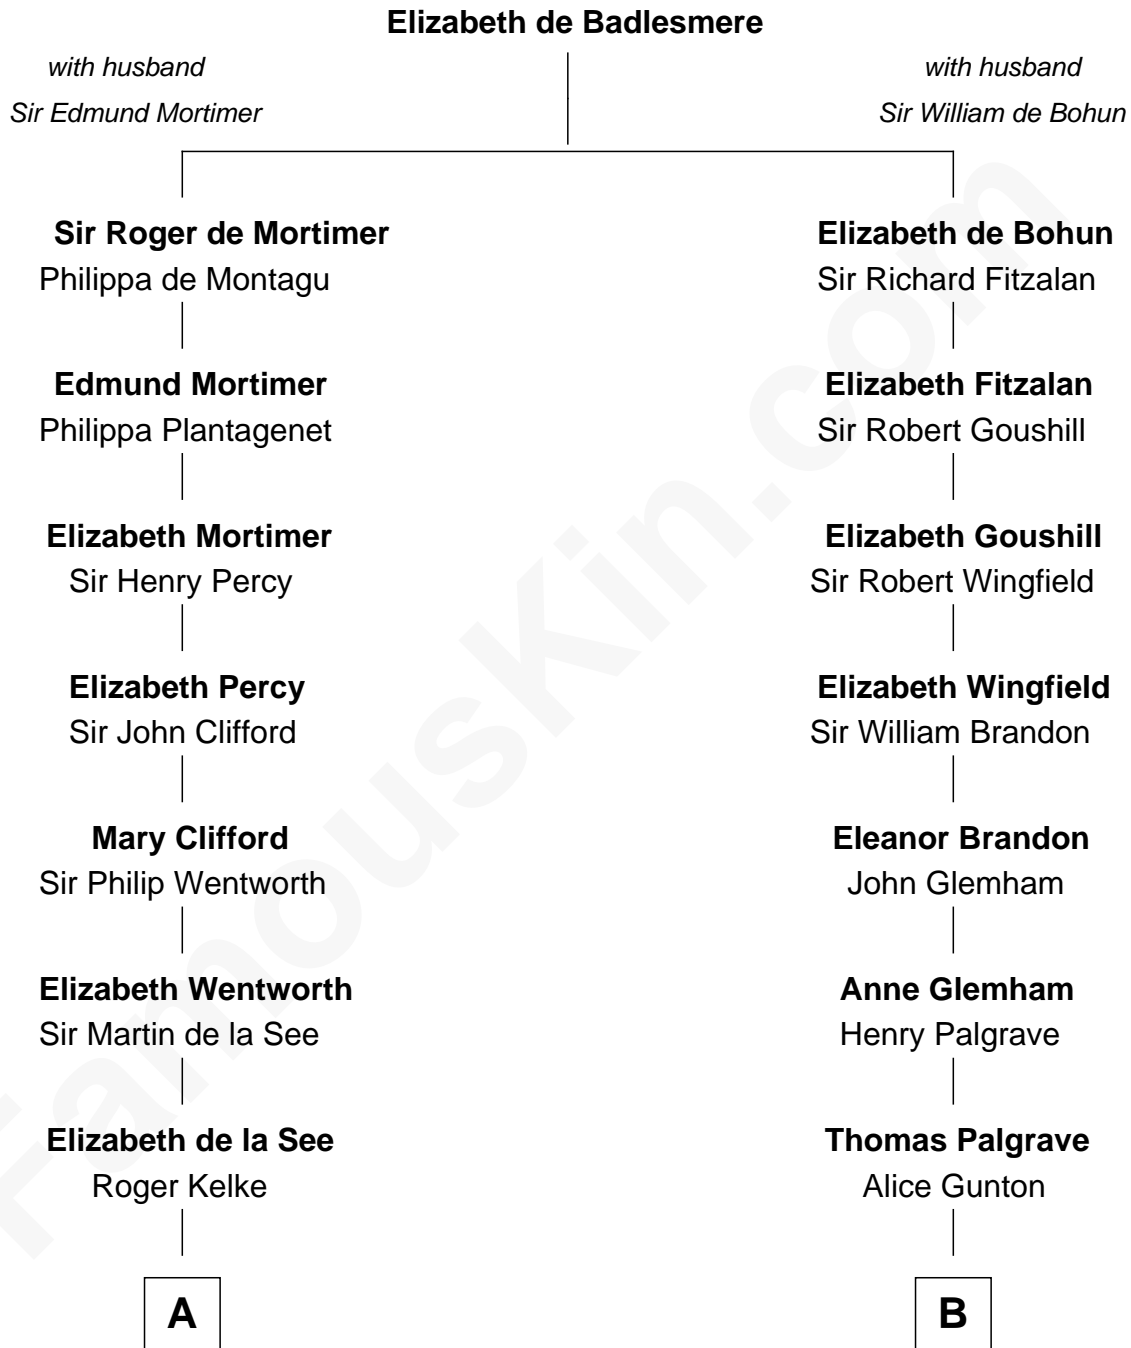 Elizabeth de Badlesmere
with husband
Sir Edmund Mortimer
with husband
Sir William de Bohun
Sir Roger de Mortimer
Philippa de Montagu
Edmund Mortimer
Philippa Plantagenet
Elizabeth Mortimer
Sir Henry Percy
Elizabeth Percy
Sir John Clifford
Mary Clifford
Sir Philip Wentworth
Elizabeth Wentworth
Sir Martin de la See
Elizabeth de la See
Roger Kelke
A
Elizabeth de Bohun
Sir Richard Fitzalan
Elizabeth Fitzalan
Sir Robert Goushill
Elizabeth Goushill
Sir Robert Wingfield
Elizabeth Wingfield
Sir William Brandon
Eleanor Brandon
John Glemham
Anne Glemham
Henry Palgrave
Thomas Palgrave
Alice Gunton
B
FamousKin.com